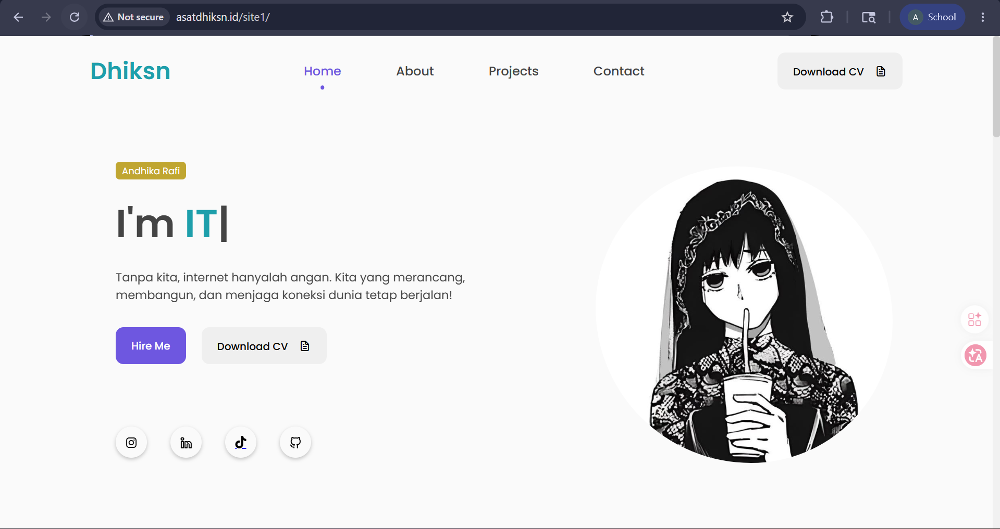 Not secure
asatdhiksn.id/site1/
A
School
Dhiksn
Home
About
Projects
Contact
Download CV
Andhika Rafi
I'm IT|
Tanpa kita, internet hanyalah angan. Kita yang merancang,
membangun, dan menjaga koneksi dunia tetap berjalan!
Hire Me
Download CV